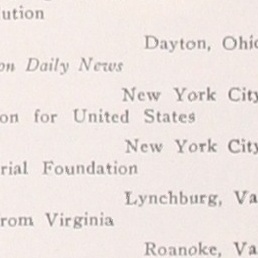 ution
Dayton, Ohio
on Daily News
New York City
on for United States
New York City
rial Foundation
Lynchburg, Va
rom Virginia
Roanoke, Va